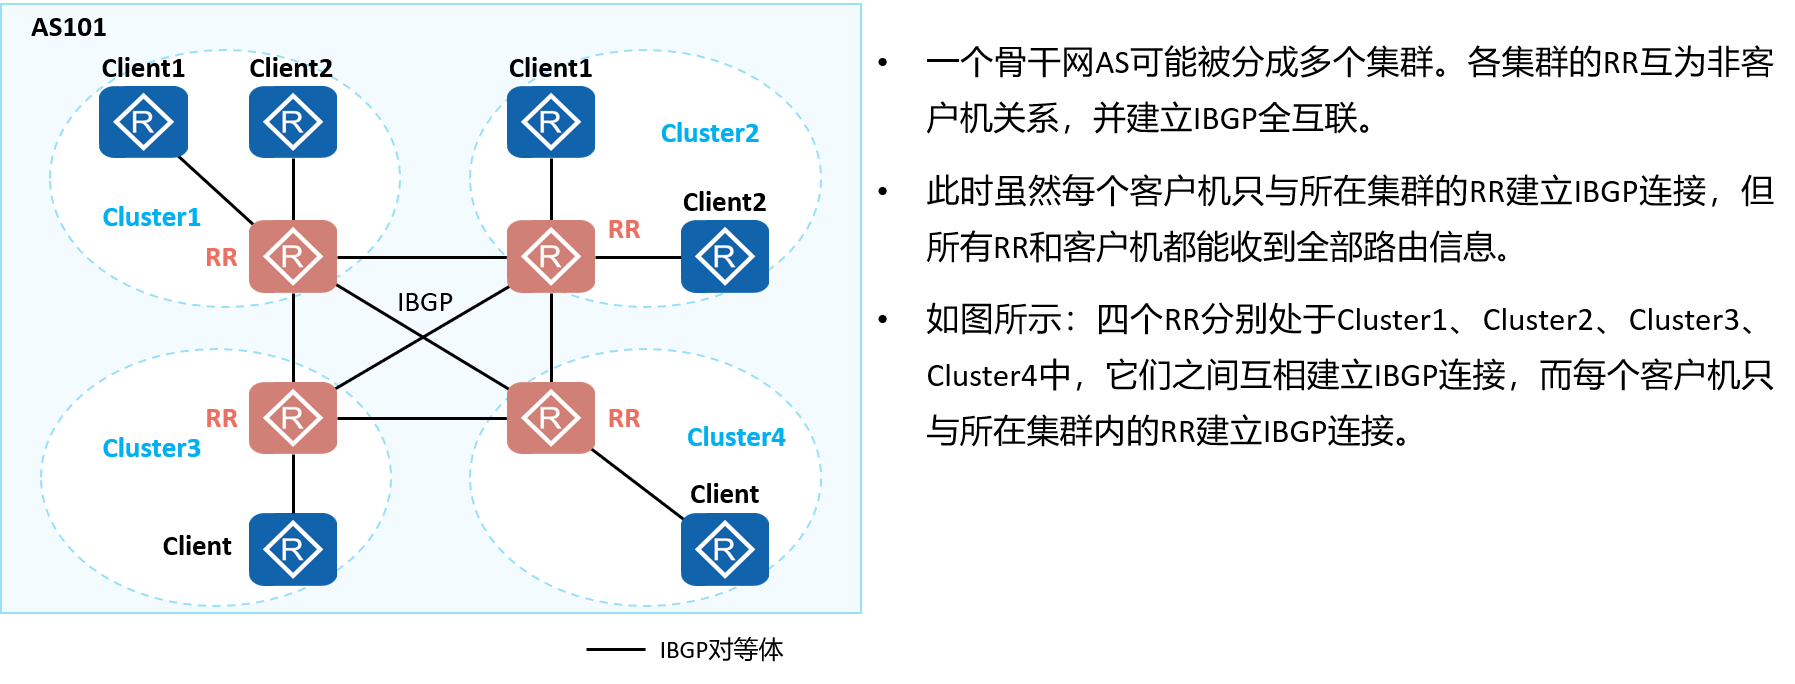 AS101
Client1
Client2
Client1
Cluster2
Client2
Cluster1
RR
RR
IBGP
RR
RR
Cluster3
Cluster4
Client
Client
IBGP对等体
• 一个骨干网AS可能被分成多个集群。各集群的RR互为非客
户机关系，并建立IBGP全互联。
• 此时虽然每个客户机只与所在集群的RR建立IBGP连接，但
所有RR和客户机都能收到全部路由信息。
• 如图所示：四个RR分别处于Cluster1、Cluster2、Cluster3、
Cluster4中，它们之间互相建立IBGP连接，而每个客户机只
与所在集群内的RR建立IBGP连接。
R
R
R
R
R
R
R
R
R
R